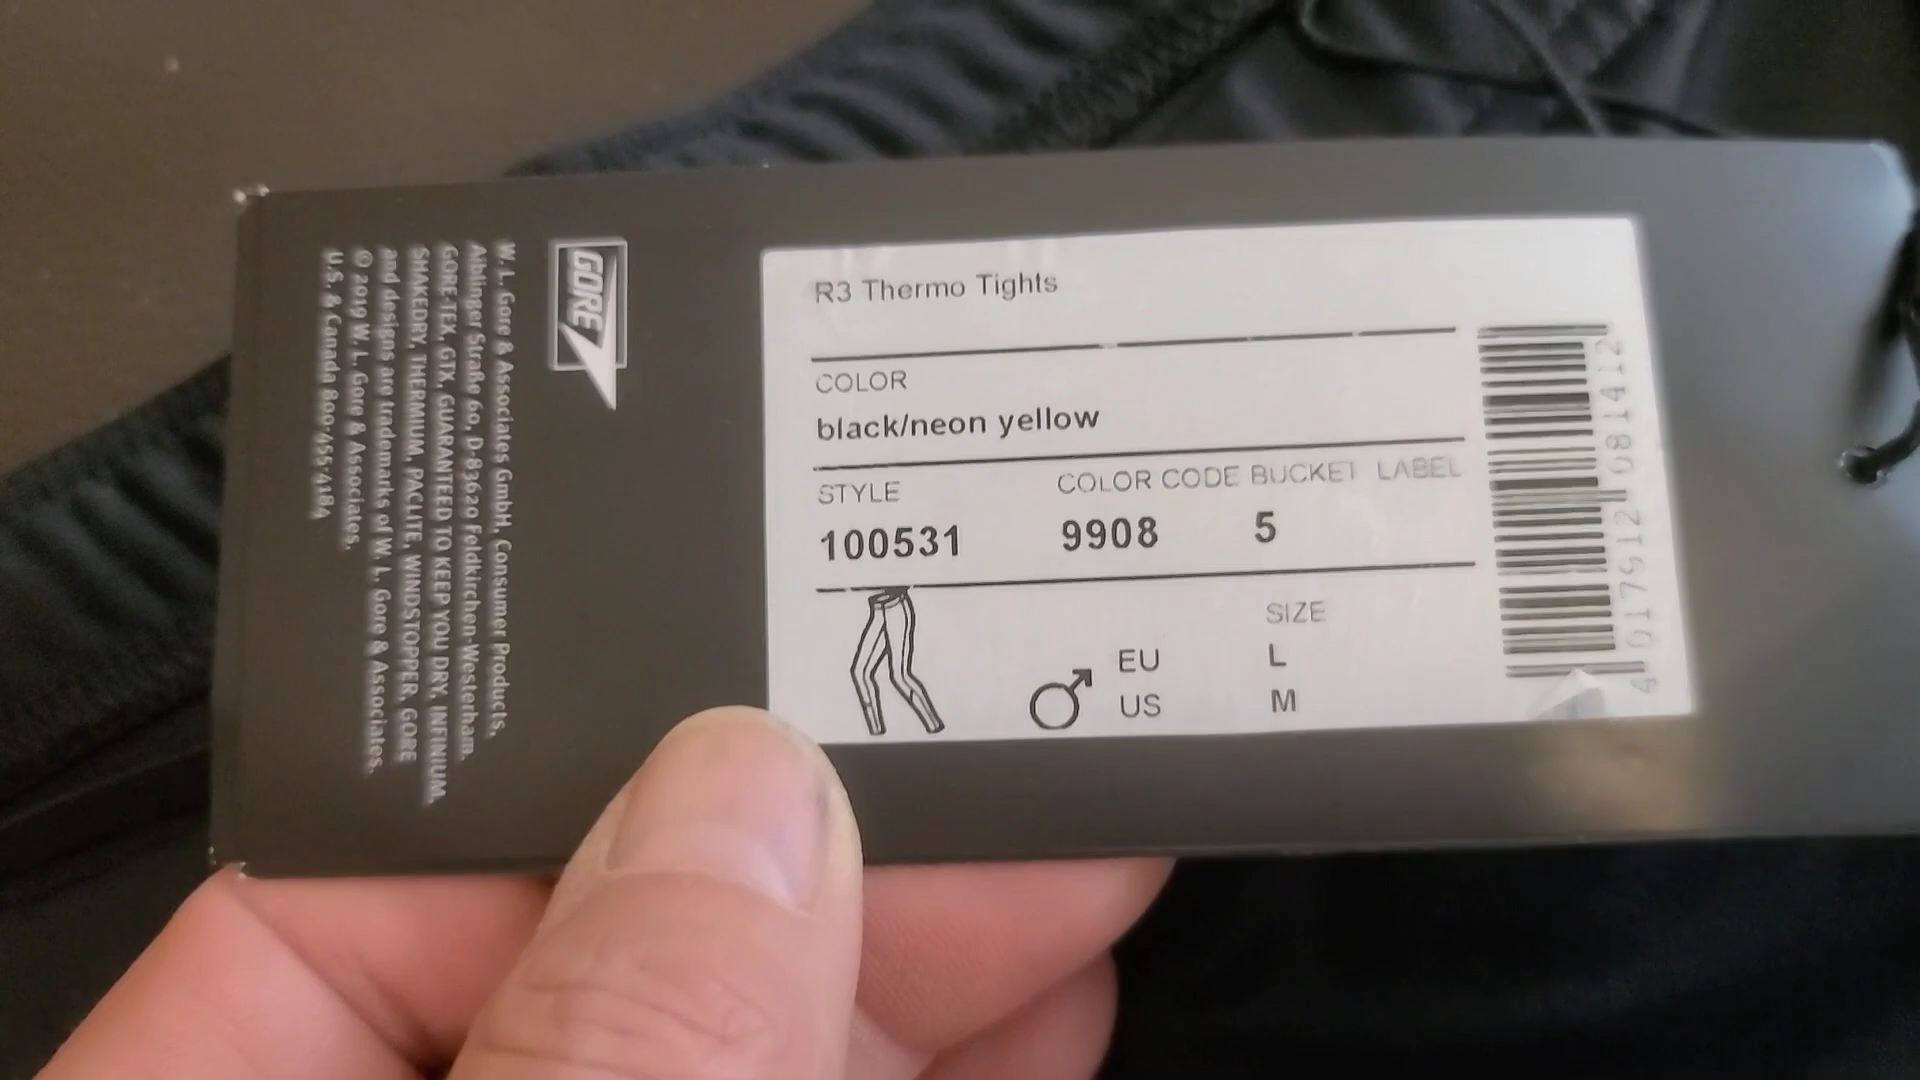 R3 Thermo Tights
COLOR
black/neon yellow
STYLE COLOR CODE BUCKET LABEL
100531 9908 5
SIZE
EU L
US M
4 017912 081412
GORE
W. L. Gore & Associates GmbH, Consumer Products,
Aiblinger Straße 60, D-83620 Feldkirchen-Westerham.
GORE-TEX, GTX, GUARANTEED TO KEEP YOU DRY, INFINIUM,
SHAKEDRY, THERMIUM, PACLITE, WINDSTOPPER, GORE
and designs are trademarks of W. L. Gore & Associates.
© 2019 W. L. Gore & Associates.
U.S. & Canada 800-455-4184